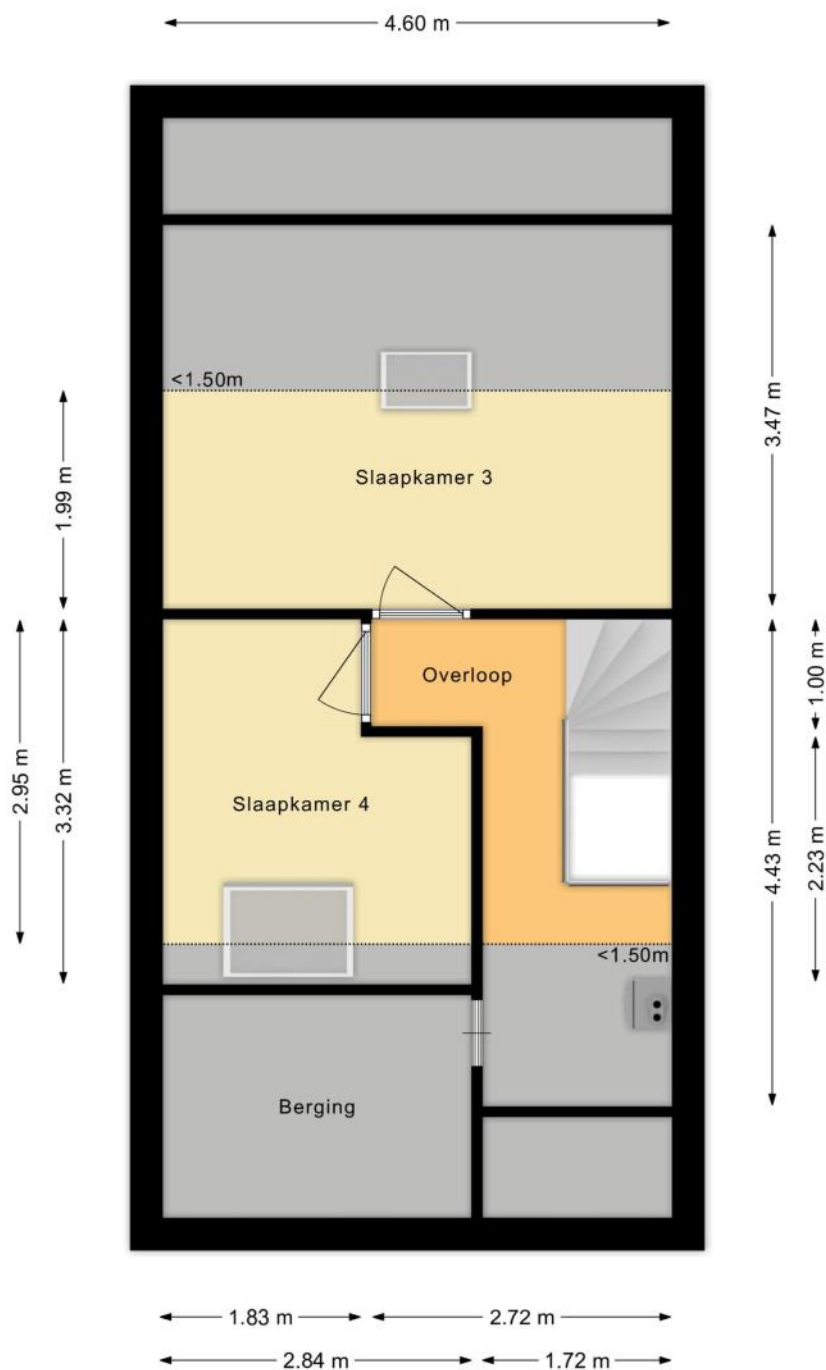 4.60 m
<1.50m
3.47 m
1.99 m
Slaapkamer 3
Overloop
1.00 m
2.95 m
3.32 m
Slaapkamer 4
4.43 m
2.23 m
<1.50m
Berging
1.83 m
2.72 m
2.84 m
1.72 m